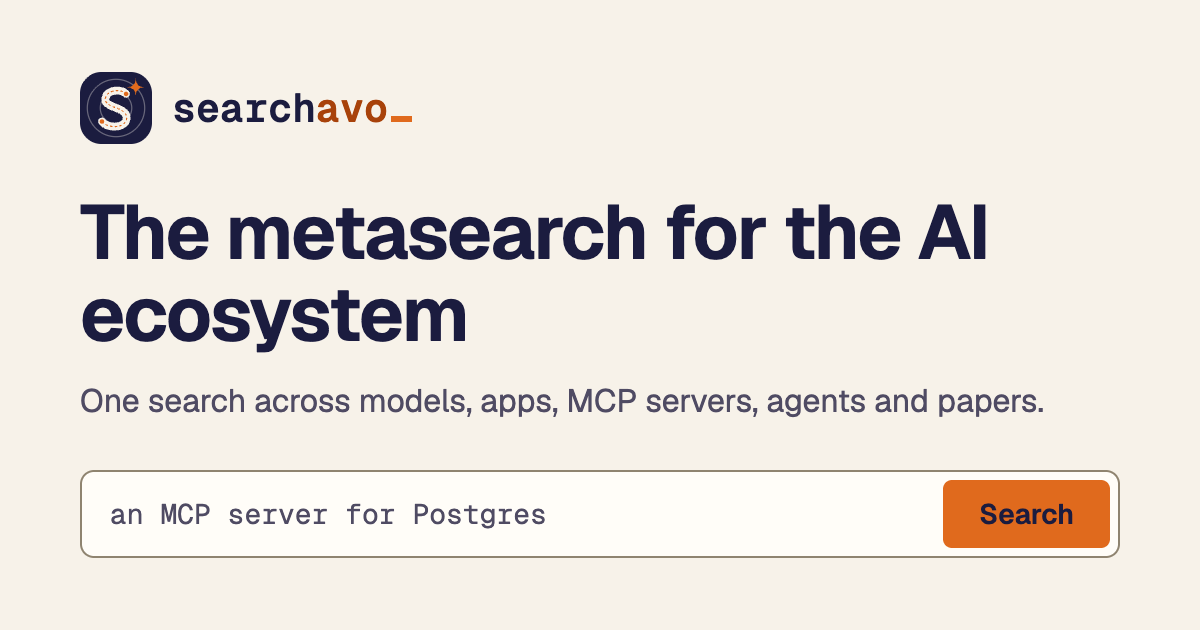 searchavo_
The metasearch for the AI
ecosystem
One search across models, apps, MCP servers, agents and papers.
an MCP server for Postgres
Search